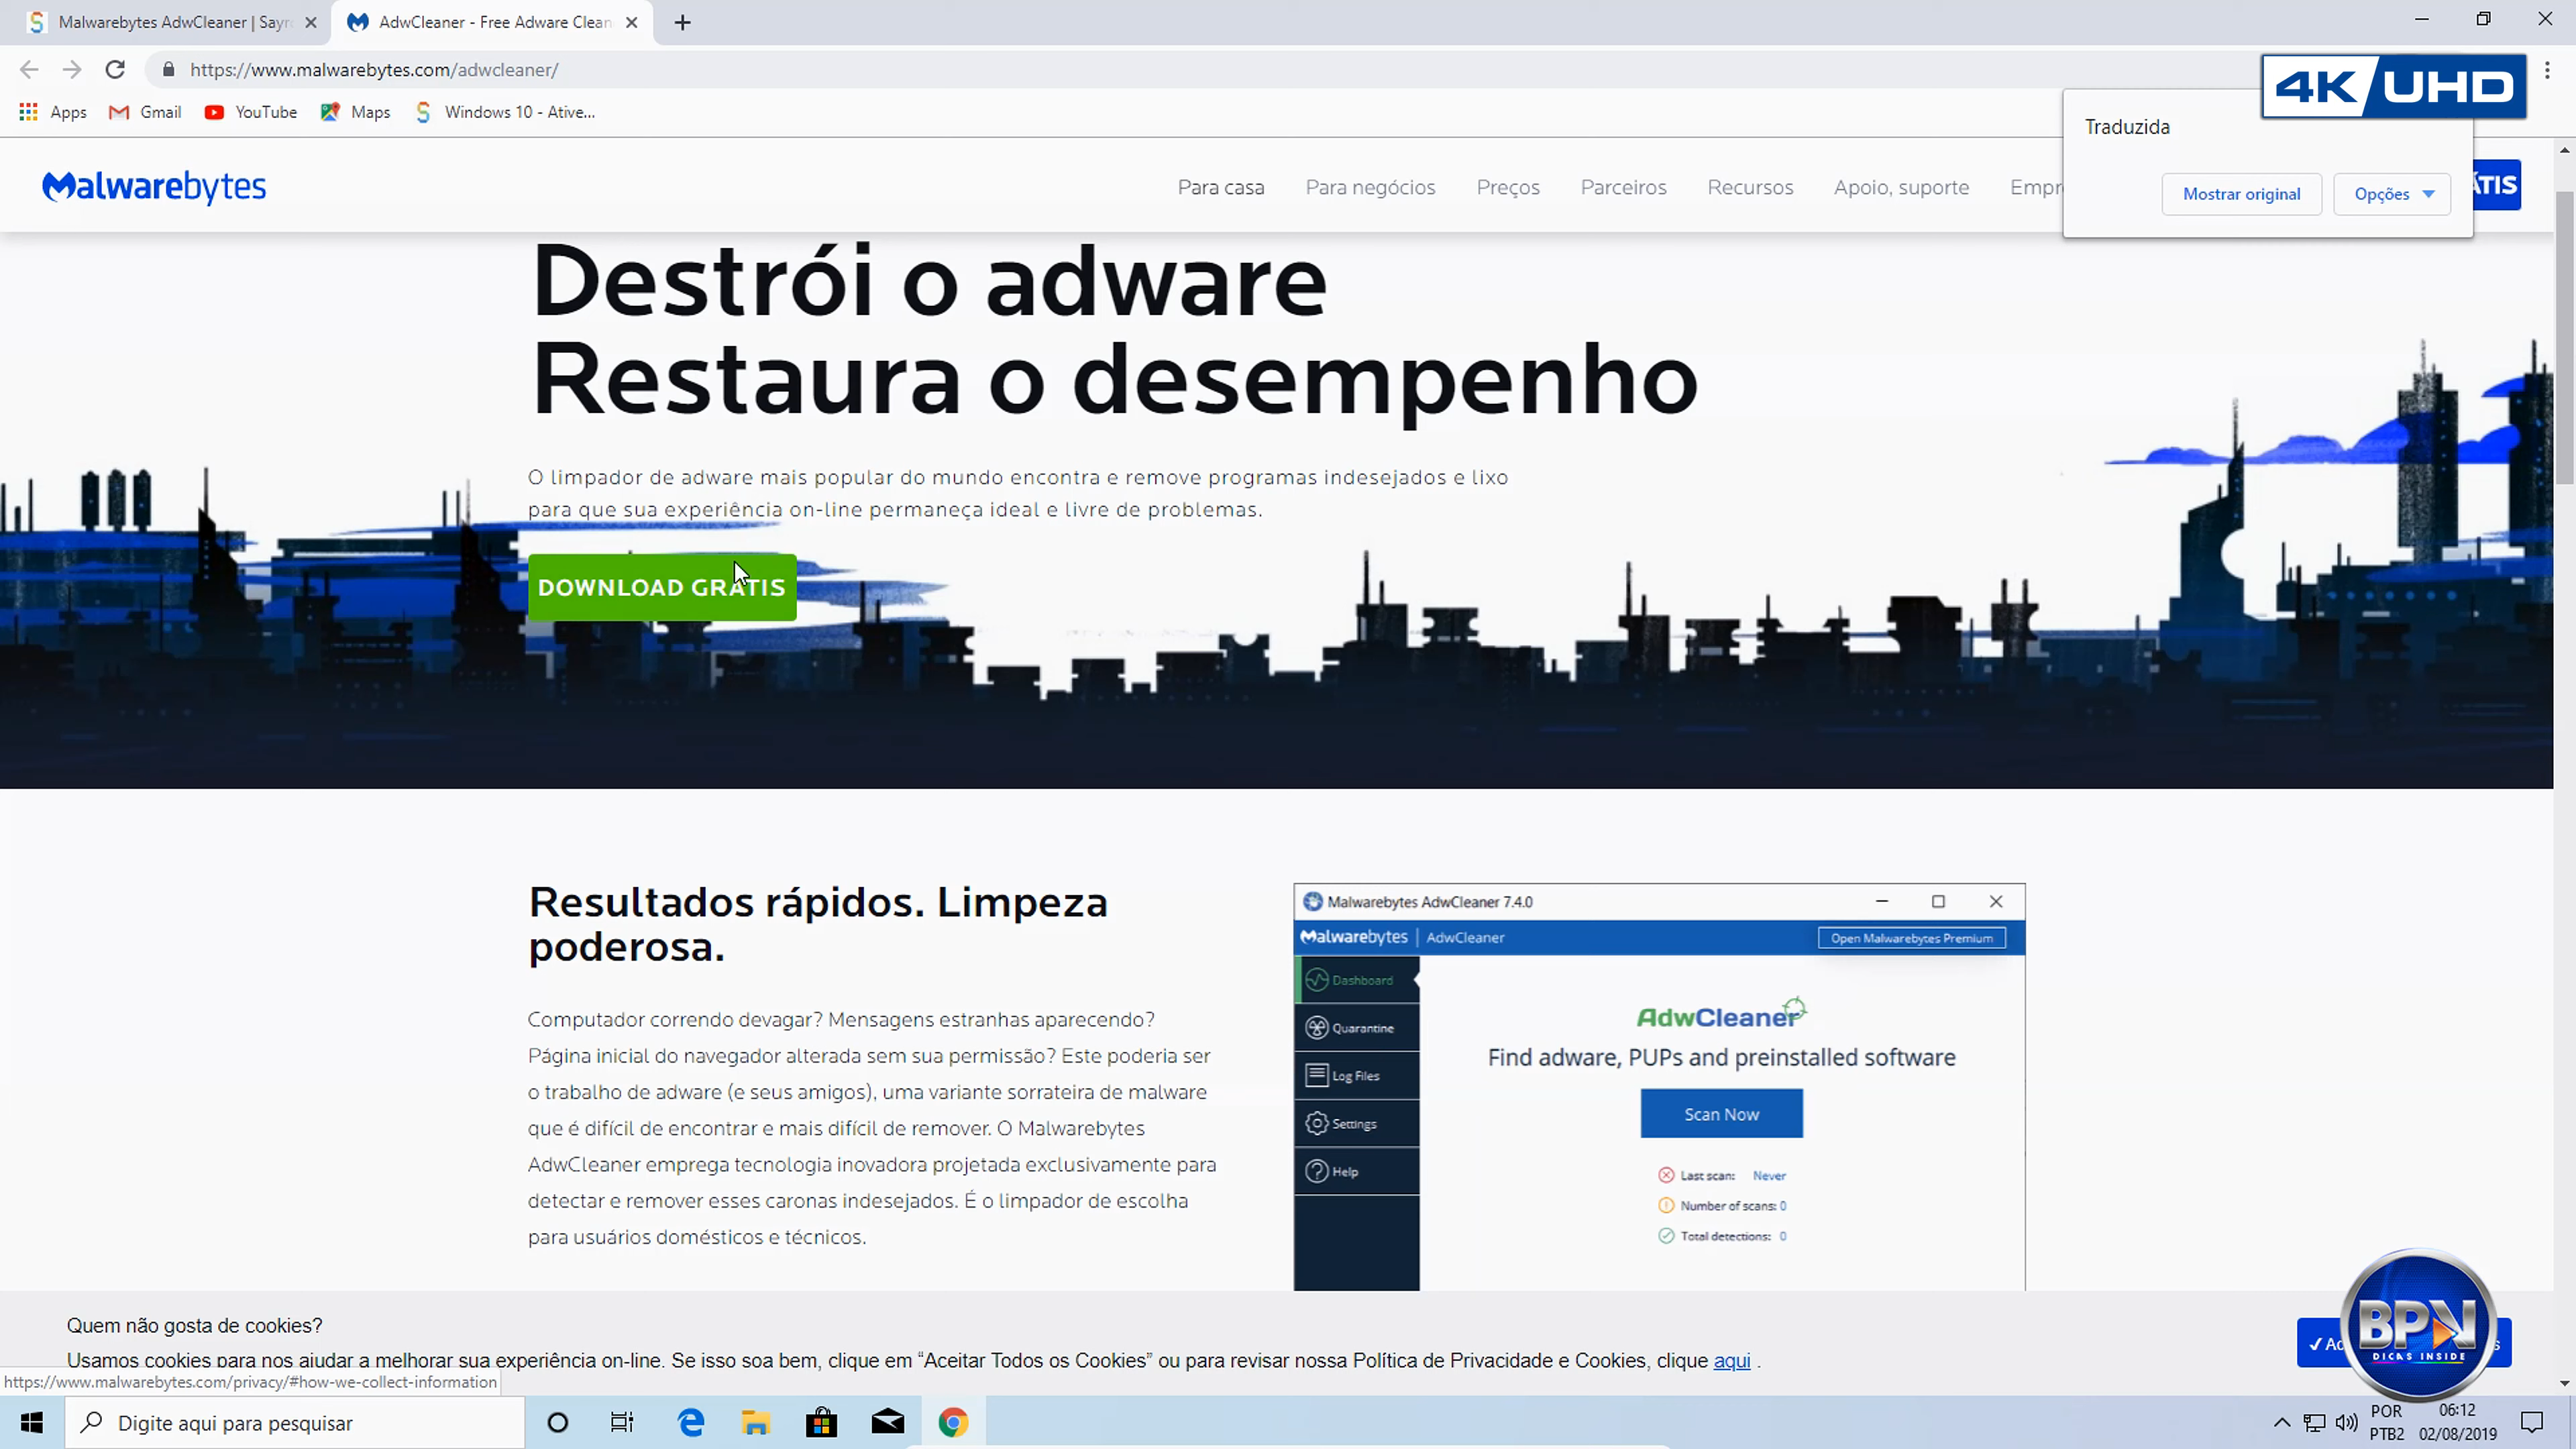 Malwarebytes AdwCleaner | Sayr
AdwCleaner - Free Adware Clean
https://www.malwarebytes.com/adwcleaner/
4K/UHD
Apps
Gmail
YouTube
Maps
Windows 10 - Ative...
Traduzida
Mostrar original
Opções
Malwarebytes
Para casa
Para negócios
Preços
Parceiros
Recursos
Apoio, suporte
Empr
ÁTIS
Destrói o adware
Restaura o desempenho
O limpador de adware mais popular do mundo encontra e remove programas indesejados e lixo
para que sua experiência on-line permaneça ideal e livre de problemas.
DOWNLOAD GRÁTIS
Resultados rápidos. Limpeza
poderosa.
Computador correndo devagar? Mensagens estranhas aparecendo?
Página inicial do navegador alterada sem sua permissão? Este poderia ser
o trabalho de adware (e seus amigos), uma variante sorrateira de malware
que é difícil de encontrar e mais difícil de remover. O Malwarebytes
AdwCleaner emprega tecnologia inovadora projetada exclusivamente para
detectar e remover esses caronas indesejados. É o limpador de escolha
para usuários domésticos e técnicos.
Malwarebytes AdwCleaner 7.4.0
Malwarebytes | AdwCleaner
Open Malwarebytes Premium
Dashboard
Quarantine
Log Files
Settings
Help
AdwCleaner
Find adware, PUPs and preinstalled software
Scan Now
Last scan: Never
Number of scans: 0
Total detections: 0
Quem não gosta de cookies?
Usamos cookies para nos ajudar a melhorar sua experiência on-line. Se isso soa bem, clique em “Aceitar Todos os Cookies” ou para revisar nossa Política de Privacidade e Cookies, clique aqui .
BPN
DICAS INSIDE
https://www.malwarebytes.com/privacy/#how-we-collect-information
Digite aqui para pesquisar
POR
PTB2
06:12
02/08/2019